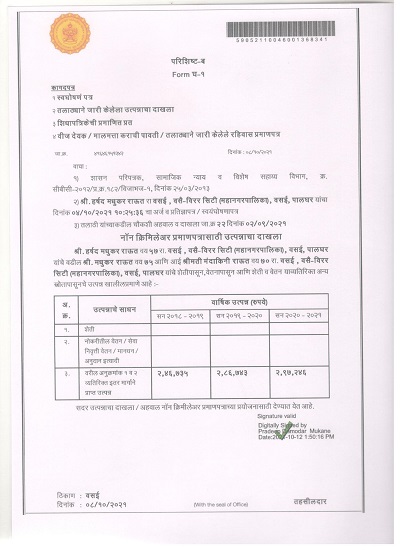 59052110046001368341
परिशिष्ट-ब
Form घ-१
कागदपत्र
१ स्वघोषणं पत्र
२ तलाठ्याने जारी केलेला उत्पन्नाचा दाखला
३ शिधापत्रिकेची प्रमाणित प्रत
४ वीज देयक / मालमत्ता कराची पावती / तलाठ्याने जारी केलेले रहिवास प्रमाणपत्र
जा.क्र.
दिनांक : ०८/१०/२०२१
वाचा :
१) शासन परिपत्रक, सामाजिक न्याय व विशेष सहाय्य विभाग, क्र.
सीबीसी-२०१२/प्र.क्र.१८२/विजाभज-१, दिनांक २५/०३/२०१३
२) श्री. हर्षद मधुकर राऊत रा वसई, वसै-विरर सिटी (महानगरपालिका), वसई, पालघर यांचा
दिनांक ०४/१०/२०२१ १०:२५:३६ चा अर्ज व प्रतिज्ञापत्र / स्वयंघोषणापत्र
३) तलाठी यांच्याकडील चौकशी अहवाल व दाखला जा.क्र २२ दिनांक ०२/०९/२०२१
नॉन क्रिमिलेअर प्रमाणपत्रासाठी उत्पन्नाचा दाखला
श्री. हर्षद मधुकर राऊत वय ५७ रा. वसई , वसै-विरर सिटी (महानगरपालिका), वसई, पालघर
यांचे वडील श्री. मधुकर राऊत वय ७५ आणि आई श्रीमती मंदाकिनी राऊत वय ७० रा. वसई , वसै-विरर
सिटी (महानगरपालिका), वसई, पालघर यांचे शेतीपासून,वेतनापासून आणि शेती व वेतन याव्यतिरिक्त अन्य
स्रोतापासूनचे उत्पन्न खालीलप्रमाणे आहे :-
अ. क्र. उत्पन्नाचे साधन वार्षिक उत्पन्न (रुपये)
सन २०१८ - २०१९ सन २०१९ - २०२० सन २०२० - २०२१
१. शेती
२. नोकरीतील वेतन / सेवा
निवृत्ती वेतन / मानधन /
अनुदान इत्यादी
३. वरील अनुक्रमांक १ व २ २,४६,७३५ २,८६,७४३ २,९७,२४६
व्यतिरिक्त इतर मार्गाने
प्राप्त उत्पन्न
सदर उत्पन्नाचा दाखला / अहवाल नॉन क्रिमीलेअर प्रमाणपत्राच्या प्रयोजनासाठी देण्यात येत आहे.
Signature valid
Digitally Signed by
Pradeep Damodar Mukane
Date:2021-10-12 1:50:16 PM
ठिकाण : वसई
दिनांक : ०८/१०/२०२१
(With the seal of Office)
तहसीलदार